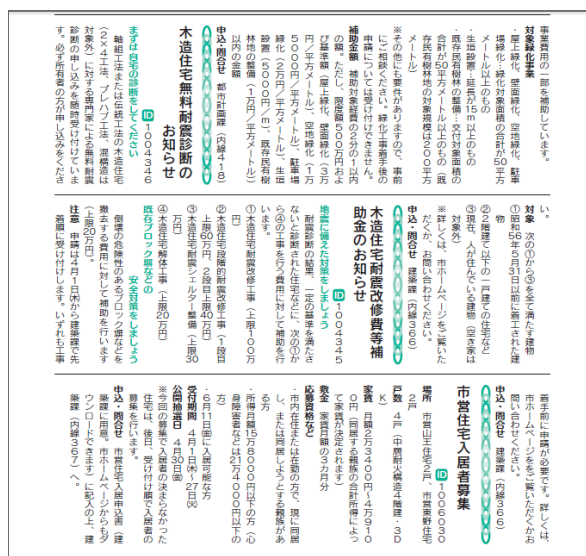 事業費用の一部を補助しています。
対象緑化事業
・屋上緑化、壁面緑化、空地緑化、駐車
場緑化…緑化対象面積の合計が50平方
メートル以上のもの
・生垣設置…延長が15m以上のもの
・既存有樹林の整備…交付対象面積の
合計が50平方メートル以上のもの（既
存民有樹林地の対象規模は200平方
メートル）
※その他にも要件がありますので、事前
にご相談ください。緑化工事着手後の
申請については受付けできません。
補助金額　補助対象経費の2分の1以内
の額。ただし、限度額500万円およ
び基準額（屋上緑化、壁面緑化（3万
円／平方メートル）、空地緑化（1万
5000円／平方メートル）、駐車場
緑化（2万円／平方メートル）、生垣
設置（5000円／m）、既存民有樹
林地の整備（1万円／平方メートル））
以内の金額
申込・問合せ　都市計画課（内線418）
木造住宅無料耐震診断の
お知らせ
ID 1004346
まずは自宅の診断をしてください
軸組工法または伝統工法の木造住宅
（2×4工法、プレハブ工法、混構造は
対象外）に対する専門家による無料耐震
診断の申し込みを随時受け付けていま
す。必ず所有者の方が申し込みをくださ
い。
対象　次の①から③を全て満たす建物
①昭和56年5月31日以前に着工された建
物
②2階建て以下の一戸建ての住宅など
③現在、人が住んでいる建物（空き家は
対象外）
※詳しくは、市ホームページをご覧いた
だくか、お問い合わせください。
申込・問合せ　建築課（内線366）
木造住宅耐震改修費等補
助金のお知らせ
ID 1004345
地震に備えた対策をしましょう
耐震診断の結果、一定の基準を満たさ
ないと診断された住宅などに、次の①か
ら④の工事を行う費用に対して補助を行
います。
①木造住宅耐震改修工事（上限100万
円）
②木造住宅段階的耐震改修工事（1段目
上限60万円、2段目上限40万円）
③木造住宅耐震シェルター整備（上限30
万円）
④木造住宅解体工事（上限20万円）
既存ブロック塀などの
安全対策をしましょう
倒壊の危険性のあるブロック塀などを
撤去する費用に対して補助を行います
（上限20万円）。
注意　申請は4月1日㈭から建築課で先
着順に受け付けします。いずれも工事
着手前に申請が必要です。詳しくは、
市ホームページをご覧いただくかお
問い合わせください。
申込・問合せ　建築課（内線366）
市営住宅入居者募集
ID 1006030
場所　市営山王住宅2戸、市営東野住宅
2戸
戸数　4戸（中層耐火構造4階建・3D
K）
家賃　月額2万3400円～4万910
0円（同居する親族の合計所得によっ
て家賃が決定されます）
敷金　家賃月額の3カ月分
応募資格など
・市内在住または在勤の方で、現に同居
し、または同居しようとする親族があ
る方
・所得月額15万8000円以下の方（心
身障害者などは21万4000円以下の
方）
・6月11日㈮に入居可能な方
受付期間　4月1日㈭～27日㈫
公開抽選日　4月30日㈮
※今回の募集で入居者の決まらなかった
住宅は、後日、受け付け順で入居者の
募集を行います。
申込・問合せ　市営住宅入居申込書（建
築課に用意。市ホームページからもダ
ウンロードできます）に記入の上、建
築課（内線367）へ。